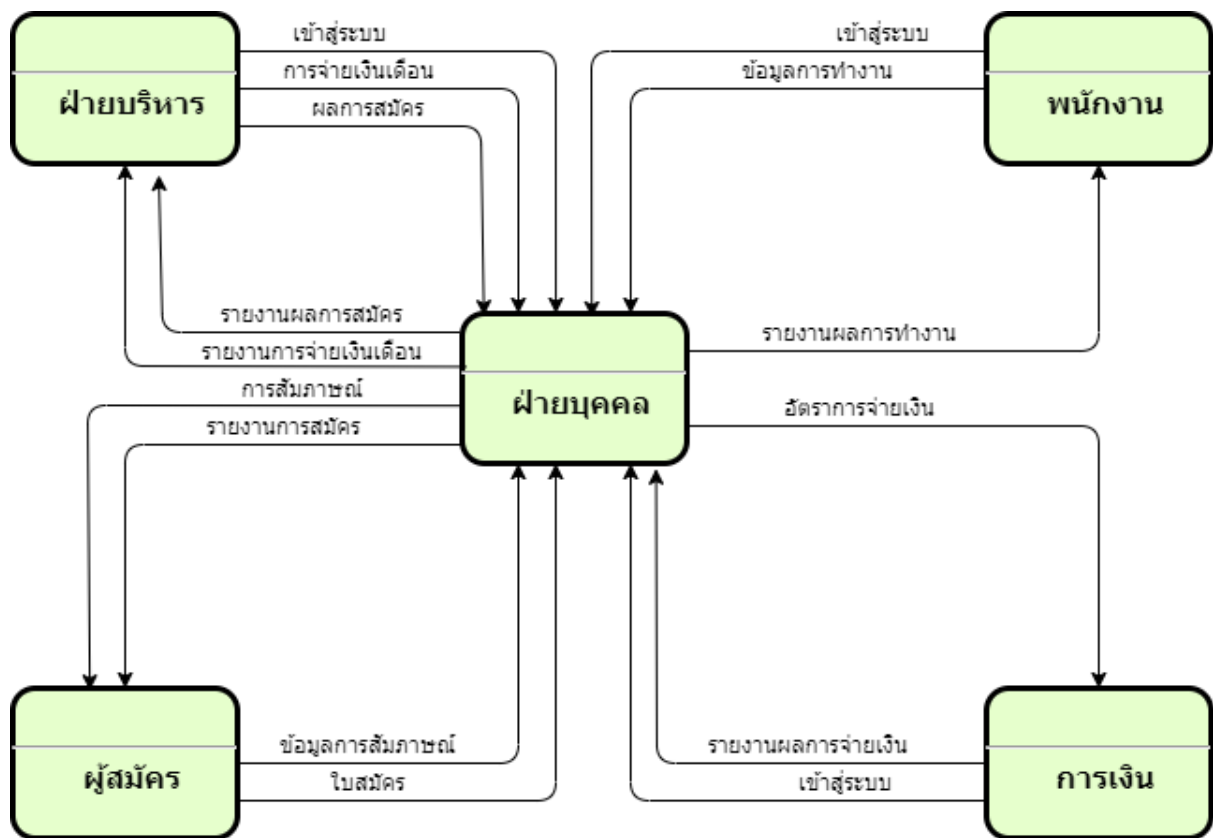 เข้าสู่ระบบ
การจ่ายเงินเดือน
ผลการสมัคร
ฝ่ายบริหาร
เข้าสู่ระบบ
ข้อมูลการทำงาน
พนักงาน
รายงานผลการสมัคร
รายงานการจ่ายเงินเดือน
การสัมภาษณ์
รายงานการสมัคร
ฝ่ายบุคคล
รายงานผลการทำงาน
อัตราการจ่ายเงิน
ข้อมูลการสัมภาษณ์
ใบสมัคร
ผู้สมัคร
รายงานผลการจ่ายเงิน
เข้าสู่ระบบ
การเงิน